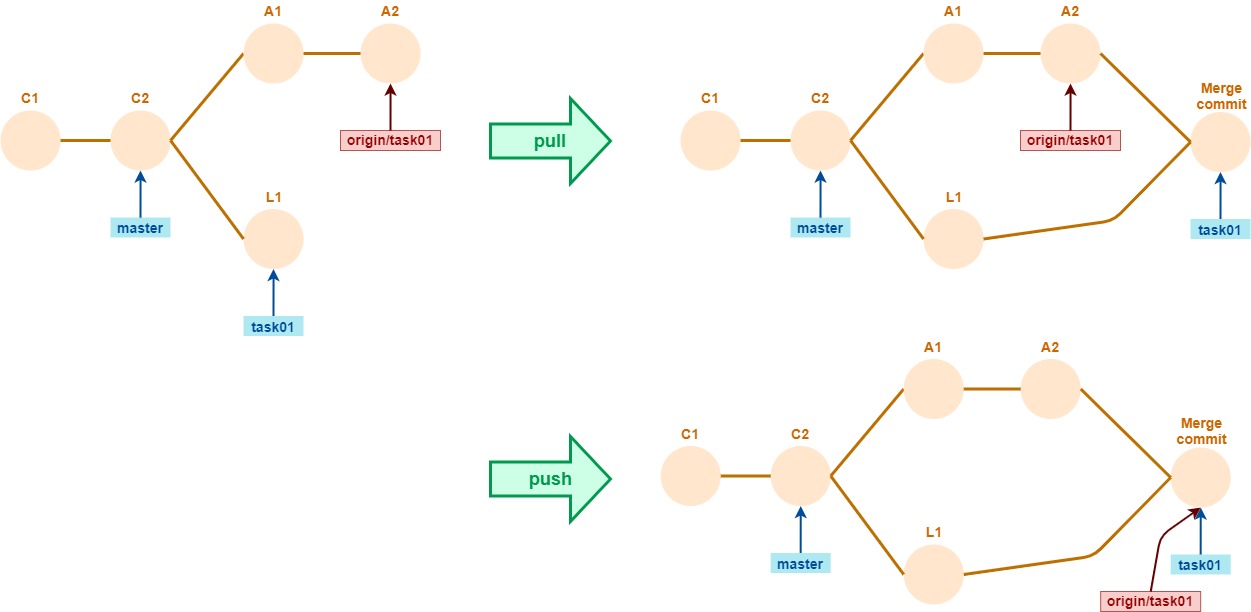 A1
A2
C1
C2
origin/task01
L1
master
task01
pull
A1
A2
C1
C2
Merge
commit
origin/task01
L1
master
task01
push
A1
A2
C1
C2
Merge
commit
L1
master
task01
origin/task01